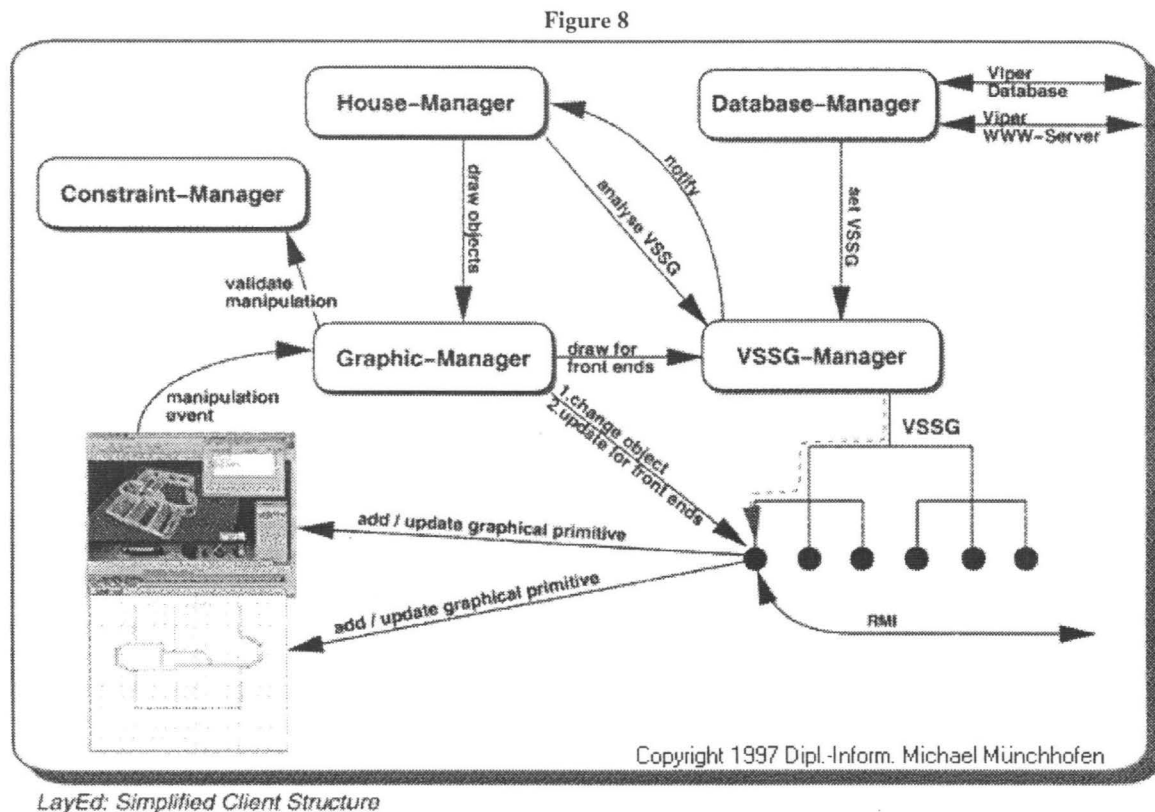 Figure 8
House-Manager
Database-Manager
Viper
Database
Viper
WWW-Server
Constraint-Manager
draw objects
analyse VSSG
notify
set VSSG
validate
manipulation
Graphic-Manager
draw for
front ends
VSSG-Manager
manipulation
event
1.change object
2.update for front ends
VSSG
add / update graphical primitive
add / update graphical primitive
RMI
Copyright 1997 Dipl.-Inform. Michael Münchhofen
LayEd: Simplified Client Structure